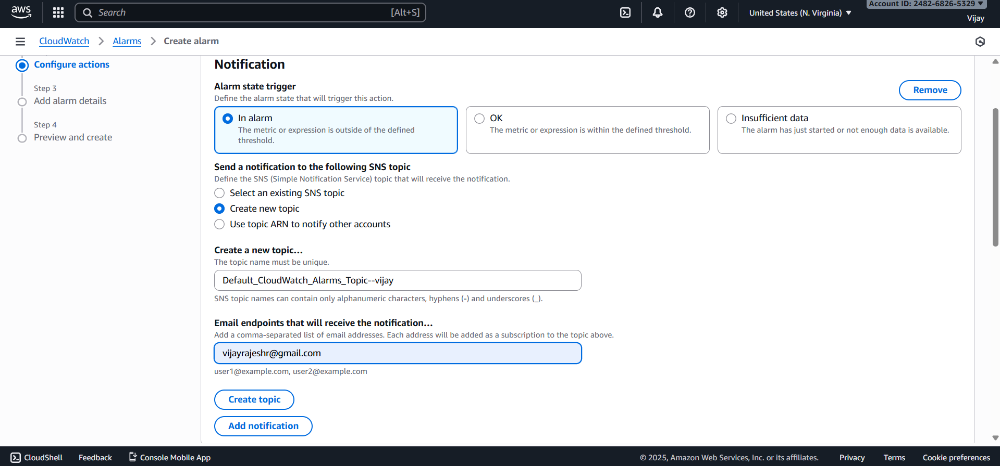 aws
Search [Alt+S]
United States (N. Virginia)
Account ID: 2482-6826-5329
Vijay
CloudWatch
Alarms
Create alarm
Configure actions
Step 3
Add alarm details
Step 4
Preview and create
Notification
Alarm state trigger
Define the alarm state that will trigger this action.
Remove
In alarm
The metric or expression is outside of the defined
threshold.
OK
The metric or expression is within the defined threshold.
Insufficient data
The alarm has just started or not enough data is available.
Send a notification to the following SNS topic
Define the SNS (Simple Notification Service) topic that will receive the notification.
Select an existing SNS topic
Create new topic
Use topic ARN to notify other accounts
Create a new topic…
The topic name must be unique.
Default_CloudWatch_Alarms_Topic--vijay
SNS topic names can contain only alphanumeric characters, hyphens (-) and underscores (_).
Email endpoints that will receive the notification…
Add a comma-separated list of email addresses. Each address will be added as a subscription to the topic above.
vijayrajeshr@gmail.com
user1@example.com, user2@example.com
Create topic
Add notification
CloudShell
Feedback
Console Mobile App
© 2025, Amazon Web Services, Inc. or its affiliates.
Privacy
Terms
Cookie preferences